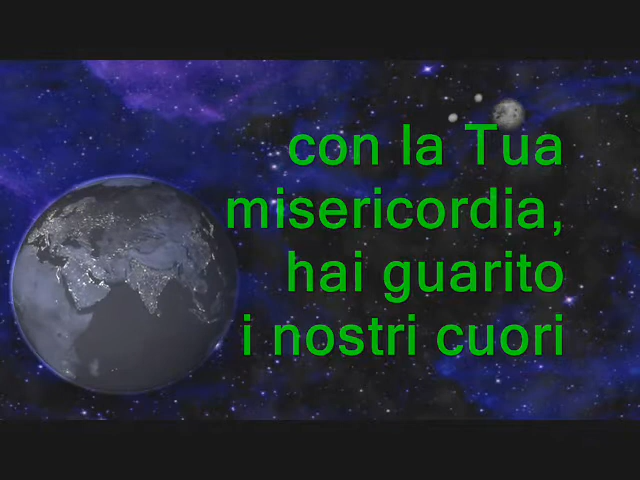 con la Tua
misericordia,
hai guarito
i nostri cuori